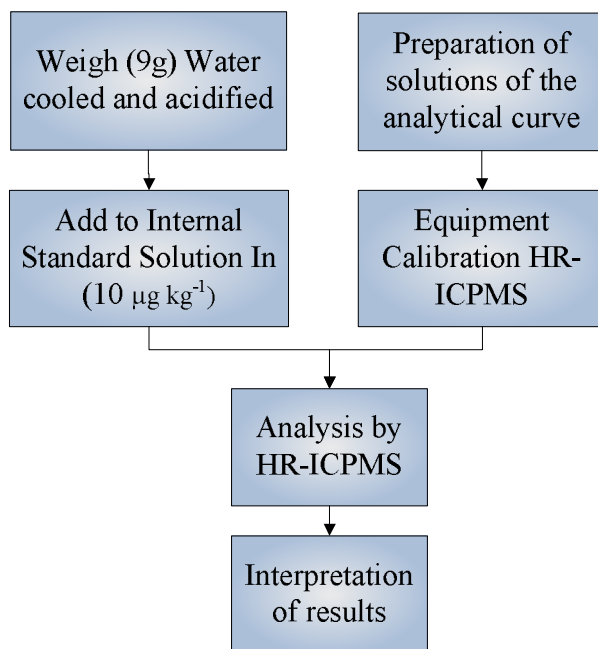 Weigh (9g) Water
cooled and acidified
Preparation of
solutions of the
analytical curve
Add to Internal
Standard Solution In
(10 µg kg⁻¹)
Equipment
Calibration HR-
ICPMS
Analysis by
HR-ICPMS
Interpretation
of results